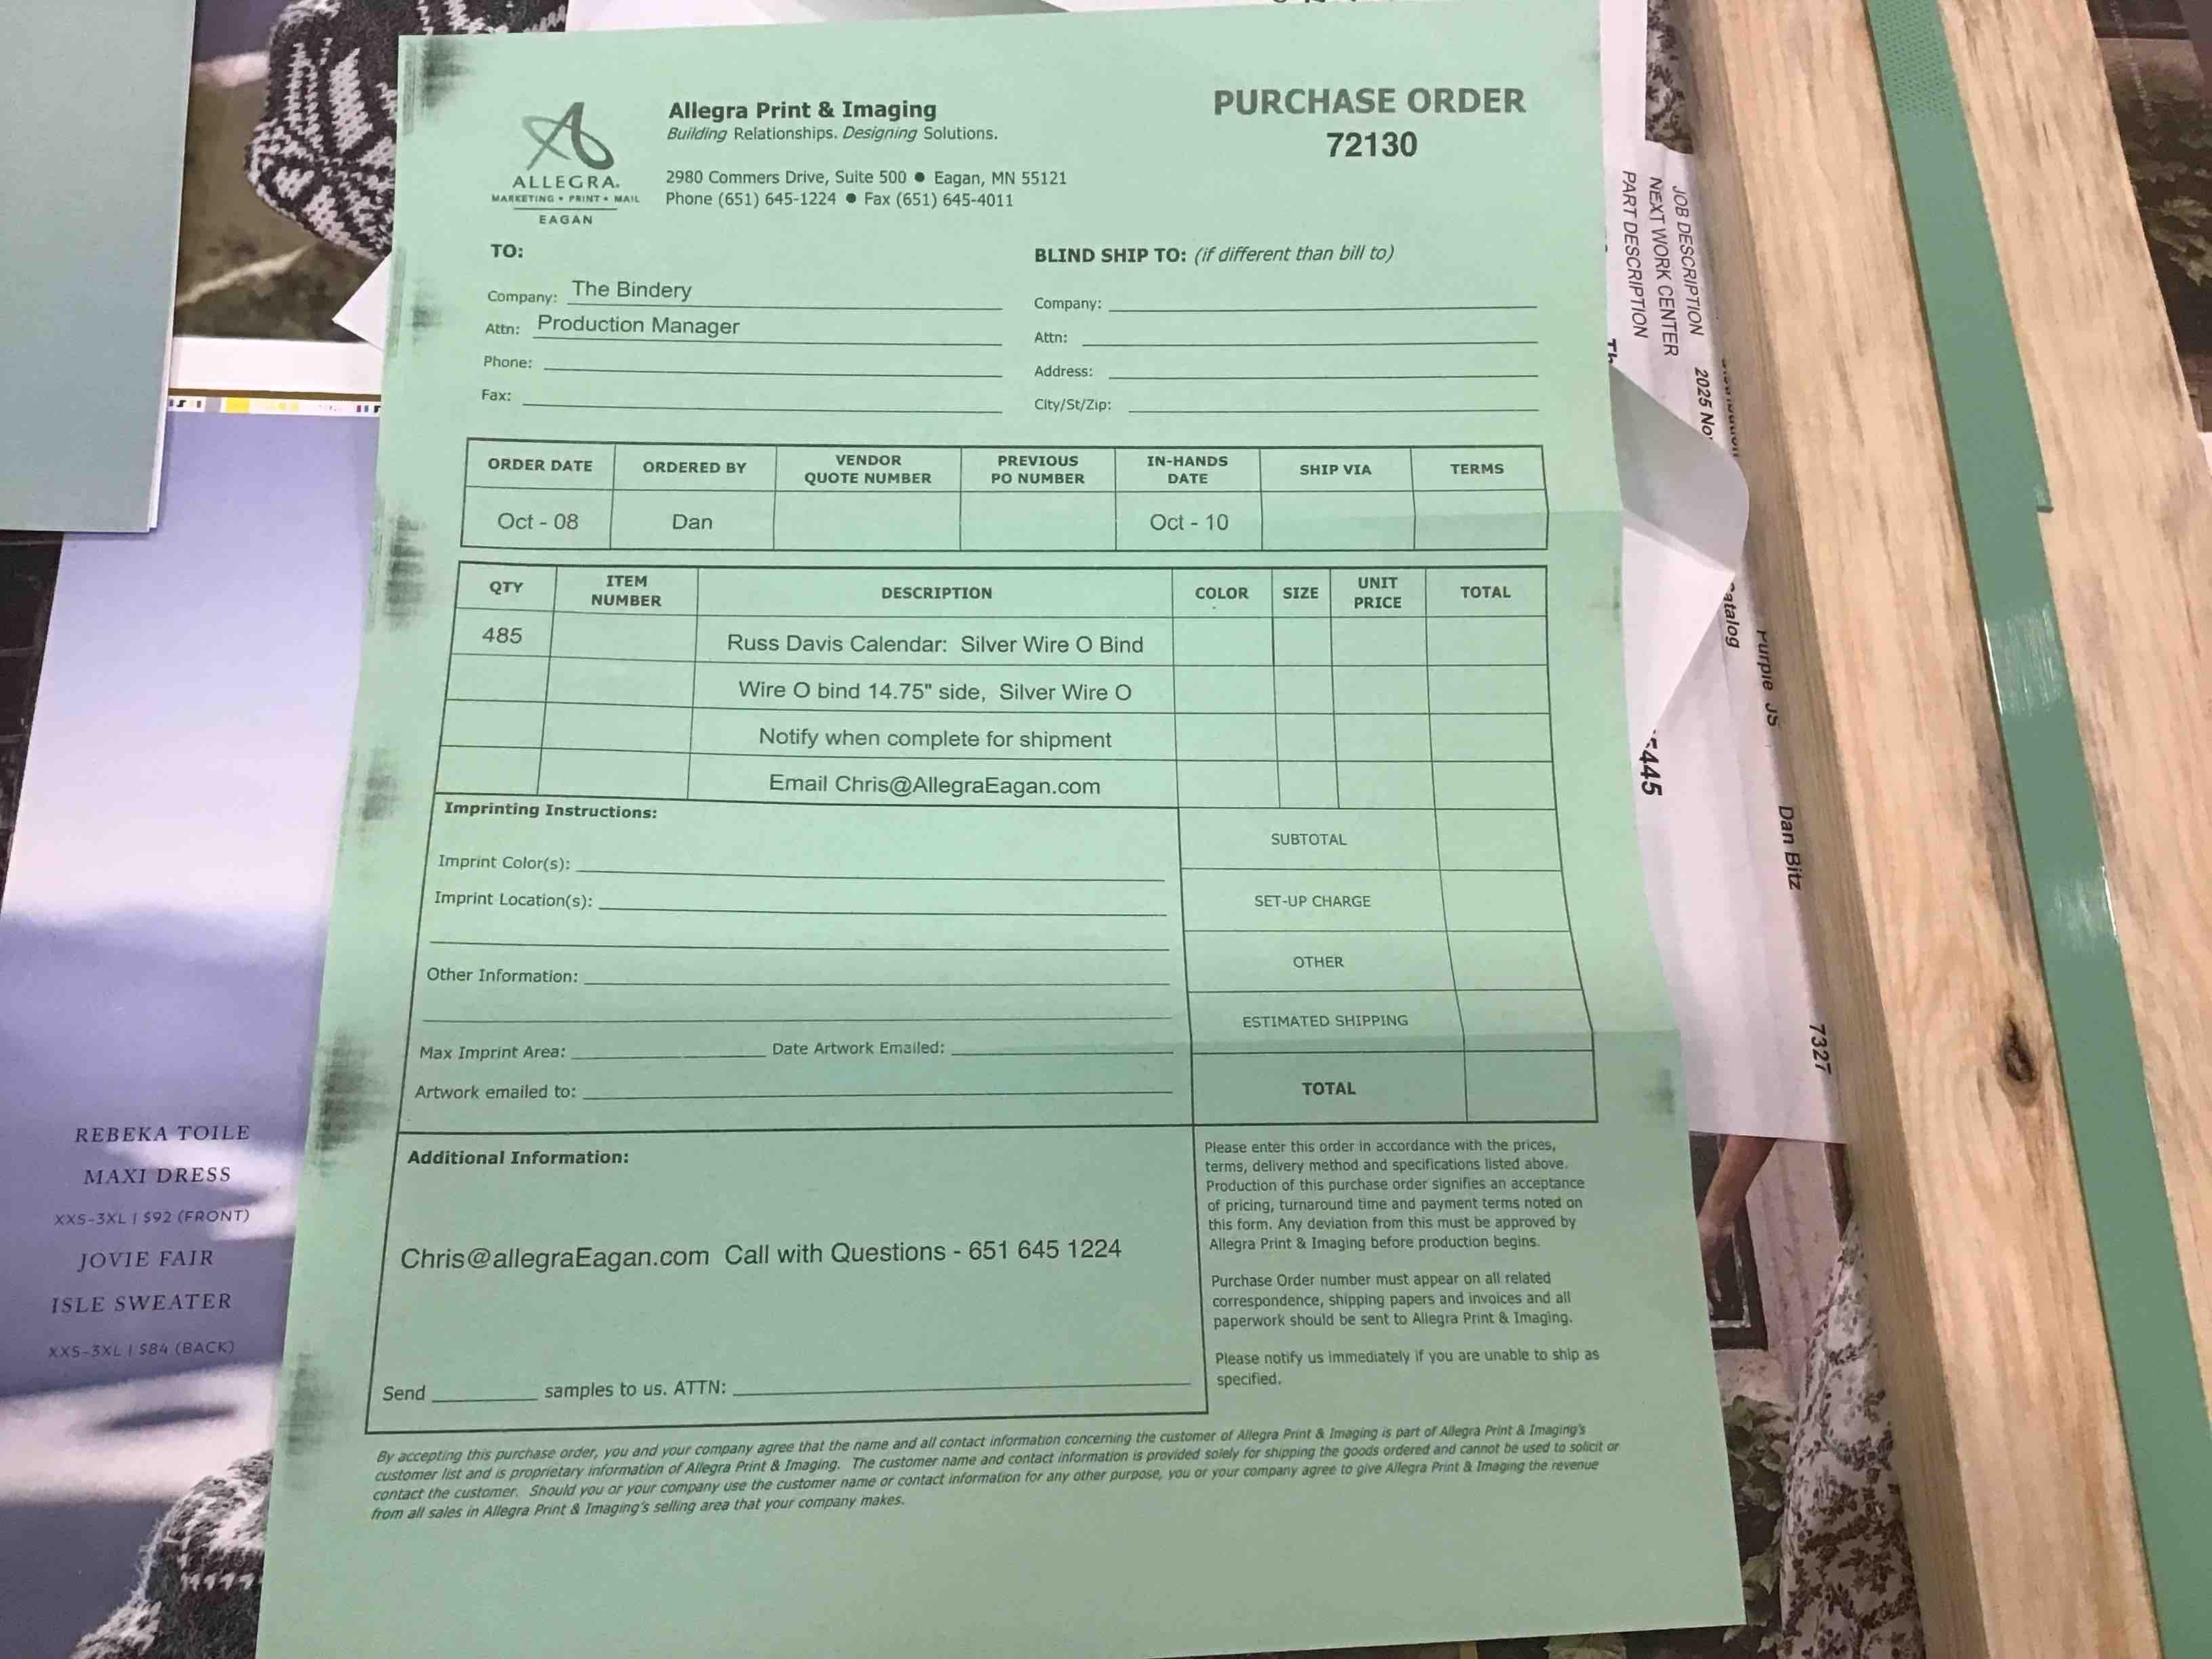 Allegra Print & Imaging
Building Relationships. Designing Solutions.
2980 Commers Drive, Suite 500 ● Eagan, MN 55121
Phone (651) 645-1224 ● Fax (651) 645-4011
ALLEGRA.
MARKETING • PRINT • MAIL
EAGAN
PURCHASE ORDER
72130
TO:
Company: The Bindery
Attn: Production Manager
Phone:
Fax:
BLIND SHIP TO: (if different than bill to)
Company:
Attn:
Address:
City/St/Zip:
ORDER DATE ORDERED BY VENDOR QUOTE NUMBER PREVIOUS PO NUMBER IN-HANDS DATE SHIP VIA TERMS
Oct - 08 Dan Oct - 10
QTY ITEM NUMBER DESCRIPTION COLOR SIZE UNIT PRICE TOTAL
485 Russ Davis Calendar: Silver Wire O Bind
Wire O bind 14.75" side, Silver Wire O
Notify when complete for shipment
Email Chris@AllegraEagan.com
Imprinting Instructions:
Imprint Color(s):
Imprint Location(s):
Other Information:
Max Imprint Area: Date Artwork Emailed:
Artwork emailed to:
SUBTOTAL
SET-UP CHARGE
OTHER
ESTIMATED SHIPPING
TOTAL
Additional Information:
Chris@allegraEagan.com Call with Questions - 651 645 1224
Send samples to us. ATTN:
Please enter this order in accordance with the prices,
terms, delivery method and specifications listed above.
Production of this purchase order signifies an acceptance
of pricing, turnaround time and payment terms noted on
this form. Any deviation from this must be approved by
Allegra Print & Imaging before production begins.
Purchase Order number must appear on all related
correspondence, shipping papers and invoices and all
paperwork should be sent to Allegra Print & Imaging.
Please notify us immediately if you are unable to ship as
specified.
By accepting this purchase order, you and your company agree that the name and all contact information concerning the customer of Allegra Print & Imaging is part of Allegra Print & Imaging's
customer list and is proprietary information of Allegra Print & Imaging. The customer name and contact information is provided solely for shipping the goods ordered and cannot be used to solicit or
contact the customer. Should you or your company use the customer name or contact information for any other purpose, you or your company agree to give Allegra Print & Imaging the revenue
from all sales in Allegra Print & Imaging's selling area that your company makes.
REBEKA TOILE
MAXI DRESS
XXS-3XL | $92 (FRONT)
JOVIE FAIR
ISLE SWEATER
XXS-3XL | $84 (BACK)
JOB DESCRIPTION 2025
NEXT WORK CENTER
PART DESCRIPTION
Purple JS
Dan Bitz
7327